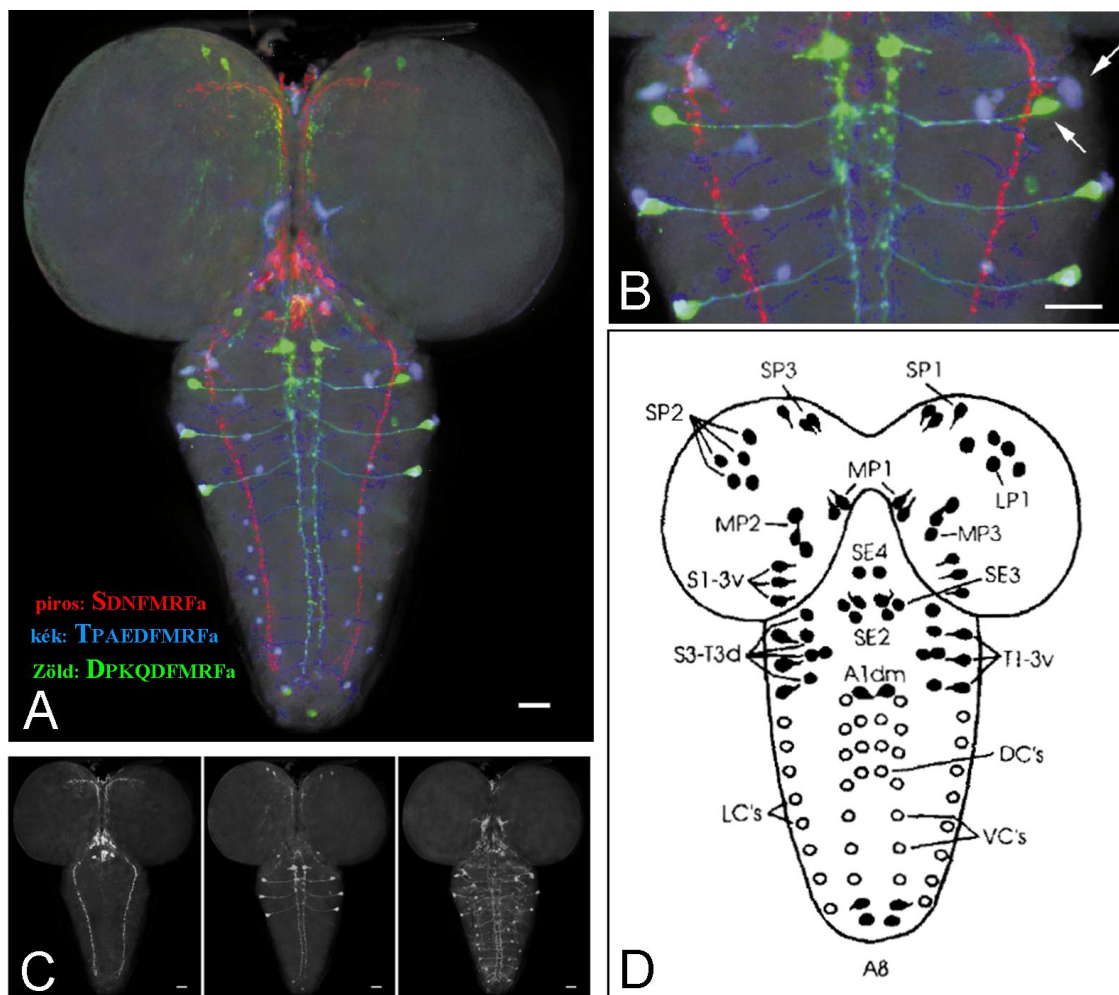 piros: SDNFMRFa
kék: TPAEDFMRFa
Zöld: DPKQDFMRFa
A
B
C
SP3
SP1
SP2
MP1
LP1
MP2
MP3
SE4
S1-3v
SE3
SE2
S3-T3d
T1-3v
A1dm
DC's
LC's
VC's
A8
D